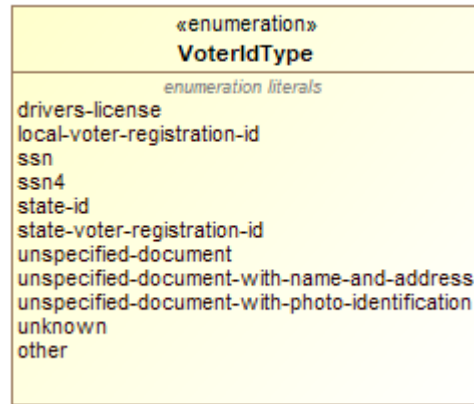 «enumeration»
VoterIdType
enumeration literals
drivers-license
local-voter-registration-id
ssn
ssn4
state-id
state-voter-registration-id
unspecified-document
unspecified-document-with-name-and-address
unspecified-document-with-photo-identification
unknown
other